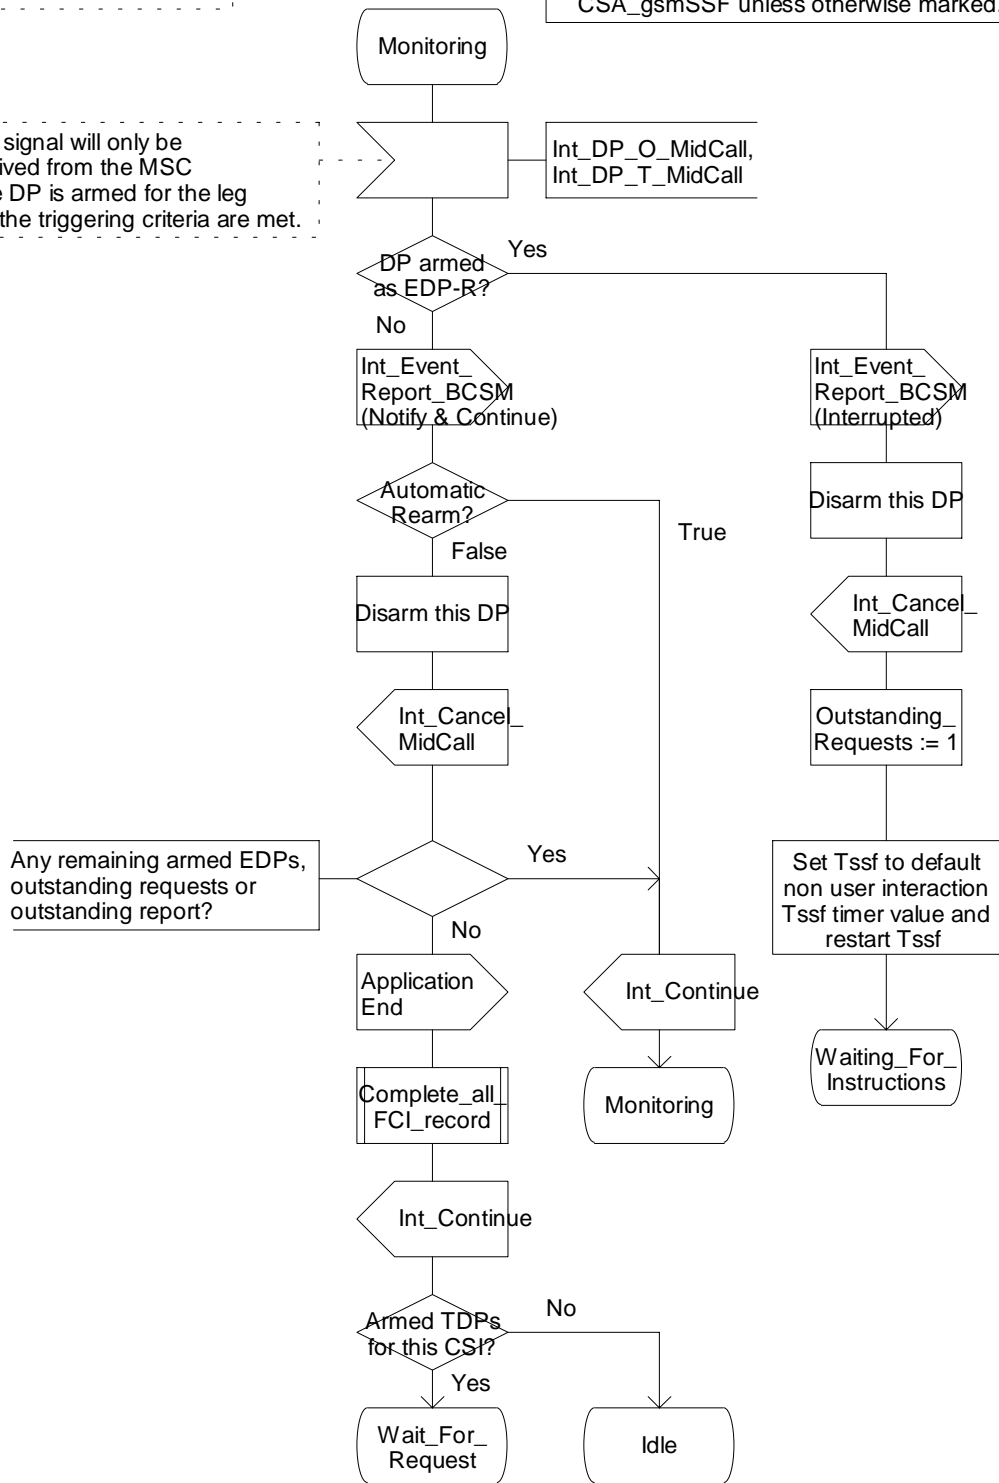 CSA_gsmSSF unless otherwise marked.
Monitoring
signal will only be
ived from the MSC
DP is armed for the leg
the triggering criteria are met.
Int_DP_O_MidCall,
Int_DP_T_MidCall
DP armed
as EDP-R?
Yes
No
Int_Event_
Report_BCSM
(Notify & Continue)
Int_Event_
Report_BCSM
(Interrupted)
Automatic
Rearm?
True
False
Disarm this DP
Disarm this DP
Int_Cancel_
MidCall
Int_Cancel_
MidCall
Outstanding_
Requests := 1
Any remaining armed EDPs,
outstanding requests or
outstanding report?
Yes
No
Set Tssf to default
non user interaction
Tssf timer value and
restart Tssf
Application
End
Int_Continue
Waiting_For_
Instructions
Complete_all_
FCI_record
Monitoring
Int_Continue
Armed TDPs
for this CSI?
No
Yes
Wait_For_
Request
Idle